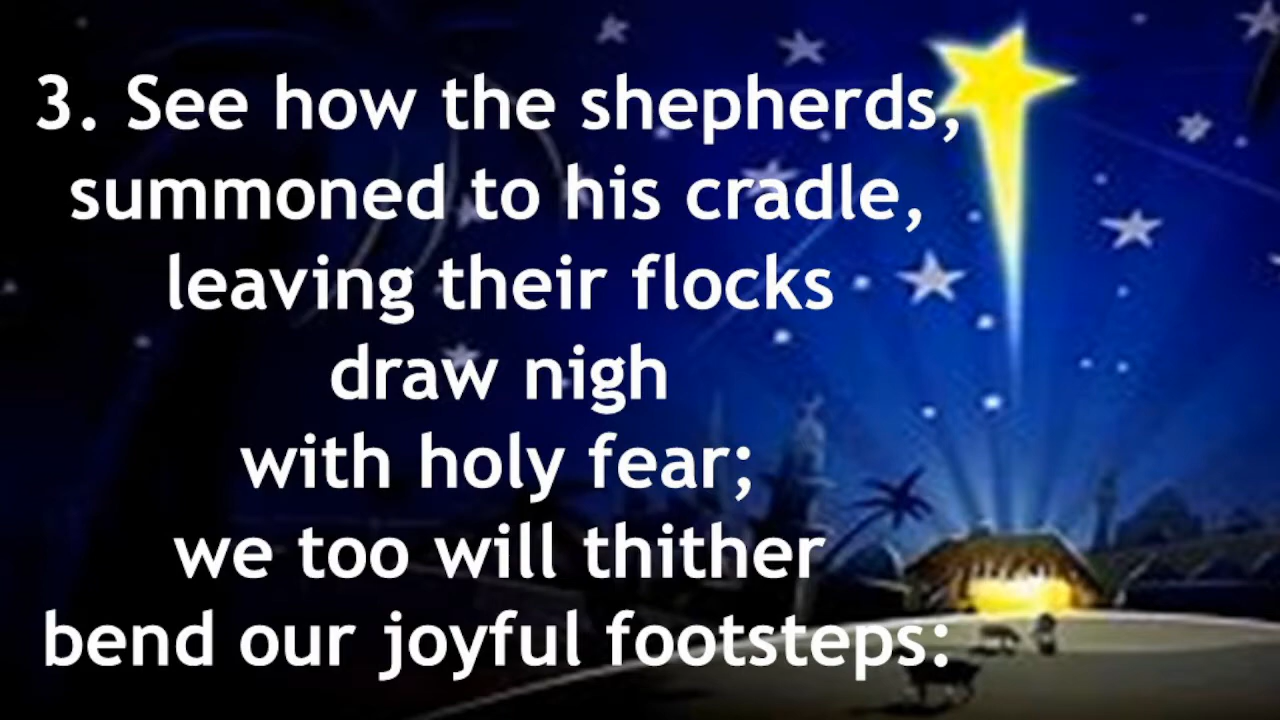 3. See how the shepherds,
summoned to his cradle,
leaving their flocks
draw nigh
with holy fear;
we too will thither
bend our joyful footsteps: